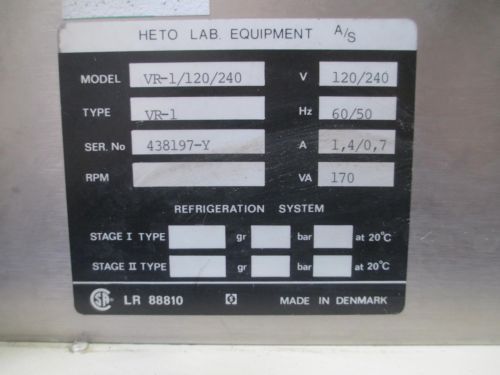 HETO LAB. EQUIPMENT A/S
MODEL VR-1/120/240 V 120/240
TYPE VR-1 Hz 60/50
SER. No 438197-Y A 1,4/0,7
RPM VA 170
REFRIGERATION SYSTEM
STAGE I TYPE gr bar at 20°C
STAGE II TYPE gr bar at 20°C
LR 88810 MADE IN DENMARK